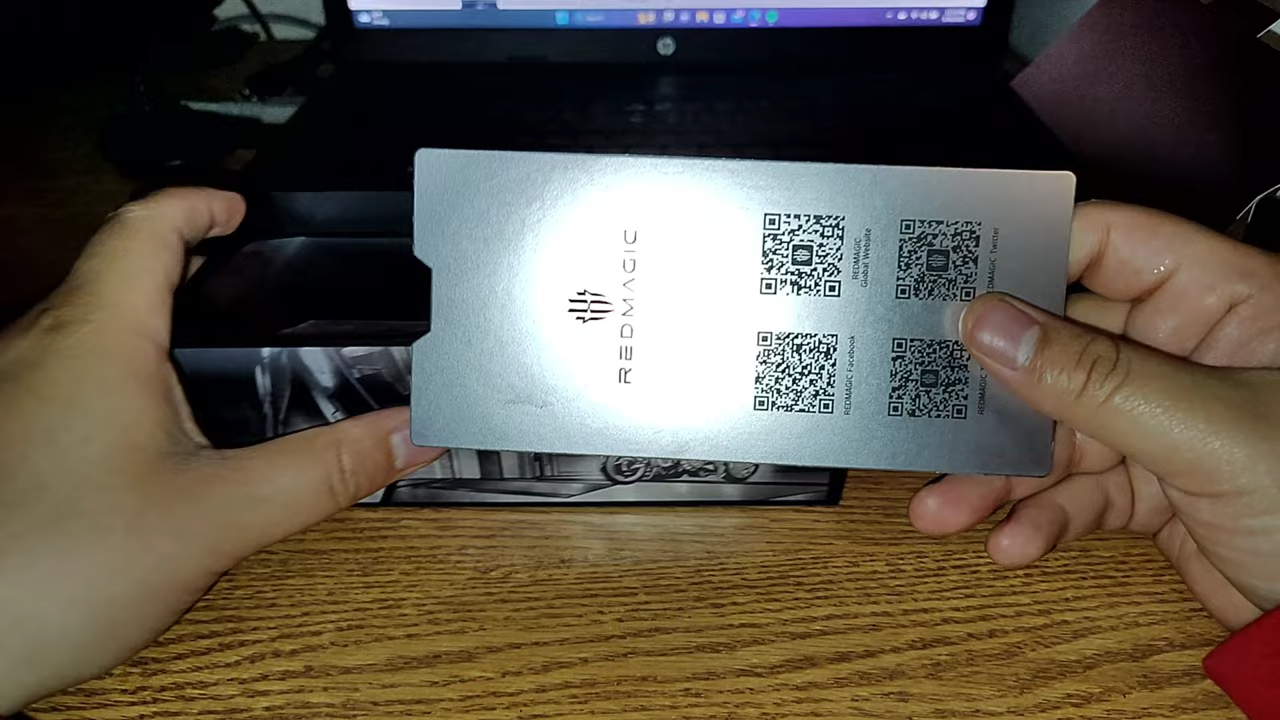 REDMAGIC
REDMAGIC
Global Website
REDMAGIC Twitter
REDMAGIC Facebook
REDMAGIC